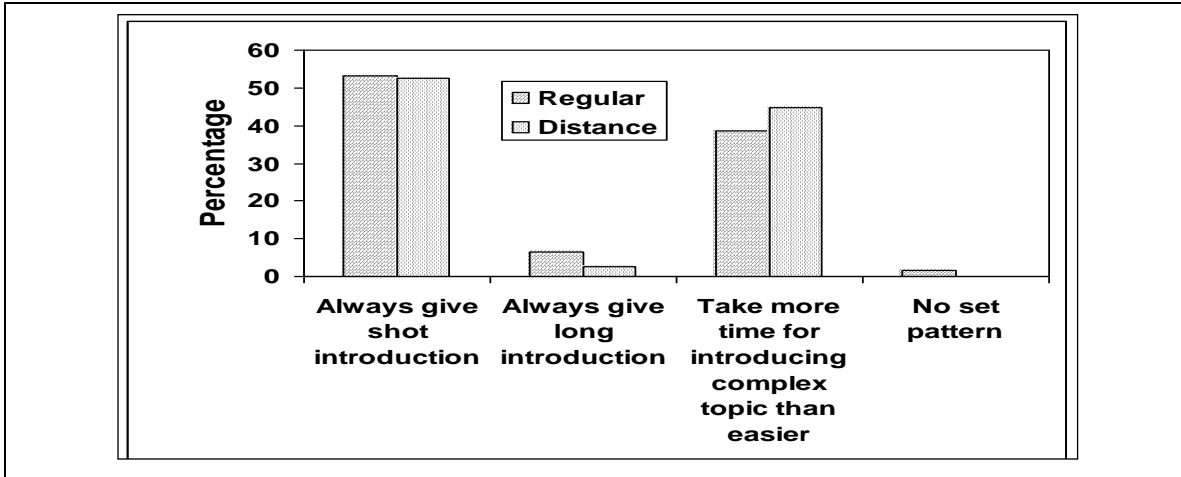 60
50
40
30
20
10
0
Percentage
Regular
Distance
Always give
shot
introduction
Always give
long
introduction
Take more
time for
introducing
complex
topic than
easier
No set
pattern